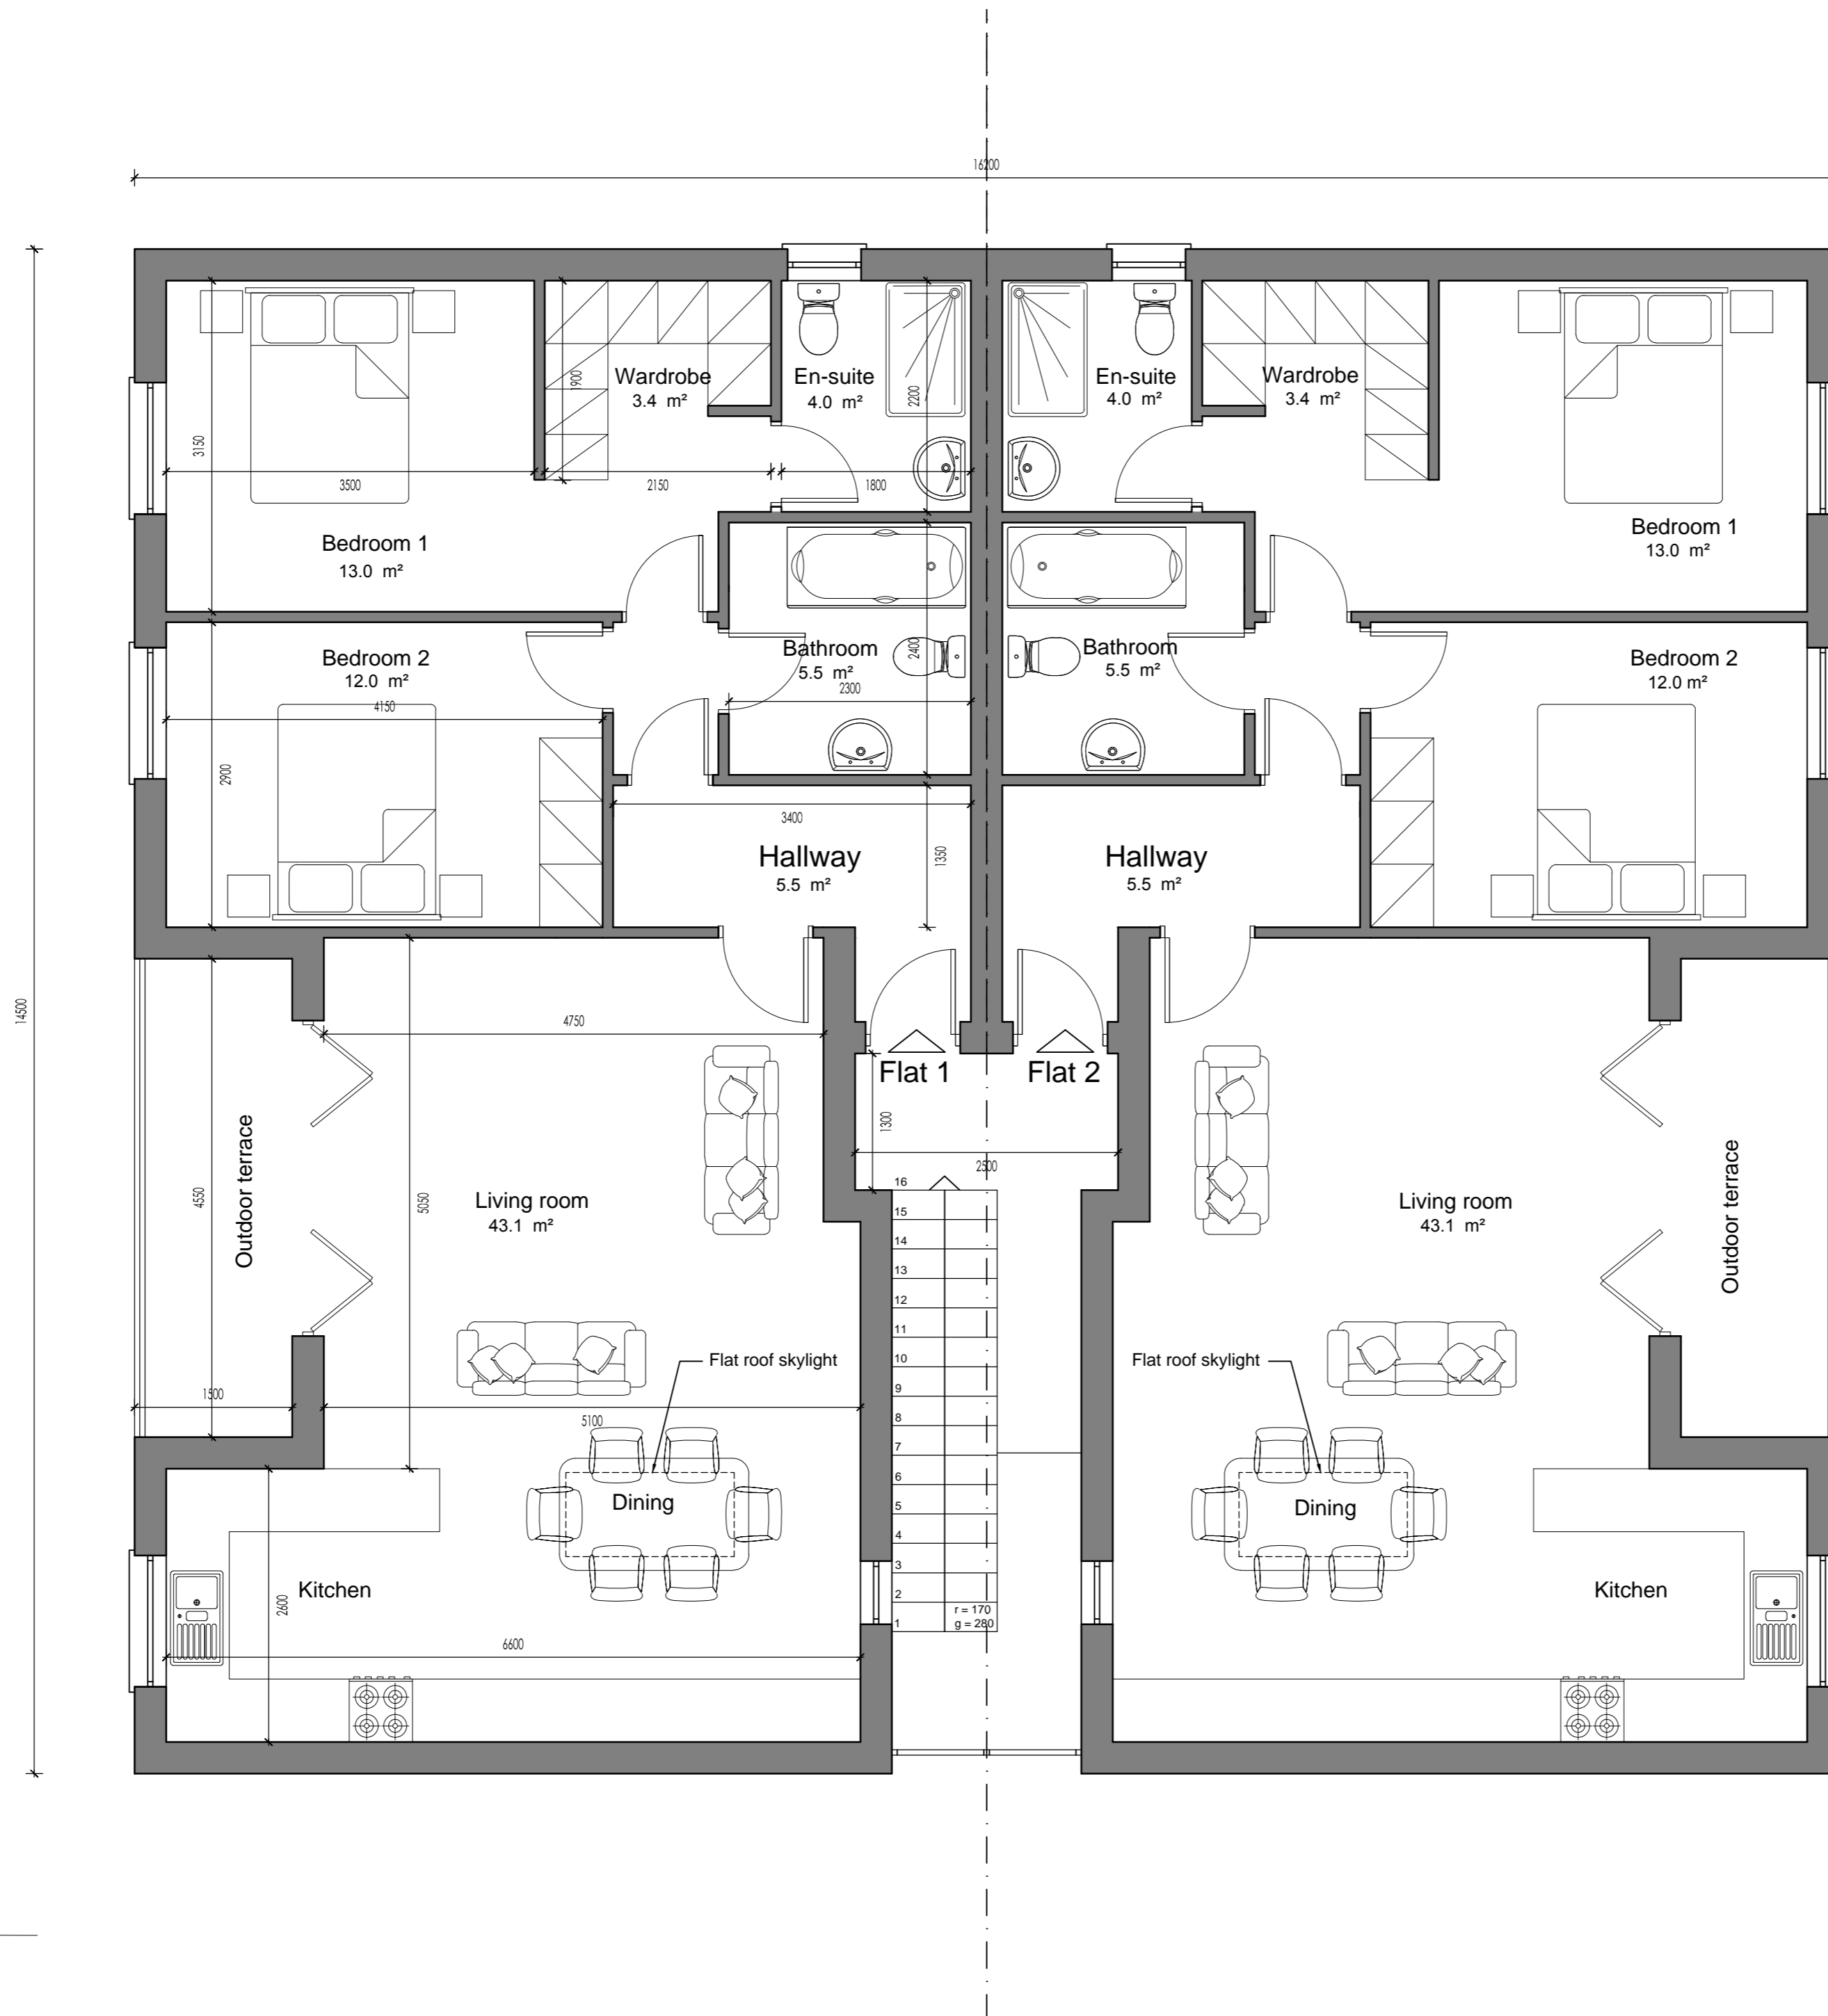 16200
Wardrobe
3.4 m²
En-suite
4.0 m²
En-suite
4.0 m²
Wardrobe
3.4 m²
1900
2200
3150
3500
2150
1800
Bedroom 1
13.0 m²
Bedroom 1
13.0 m²
Bedroom 2
12.0 m²
4150
Bathroom
5.5 m²
2300
2400
Bathroom
5.5 m²
Bedroom 2
12.0 m²
2900
3400
1350
Hallway
5.5 m²
Hallway
5.5 m²
14500
4750
Flat 1
Flat 2
1300
2500
Outdoor terrace
4550
5050
Living room
43.1 m²
Living room
43.1 m²
Outdoor terrace
16
15
14
13
12
11
10
9
8
7
6
5
4
3
2
1
r = 170
g = 280
Flat roof skylight
Flat roof skylight
1500
5100
Dining
Dining
Kitchen
2600
6600
Kitchen